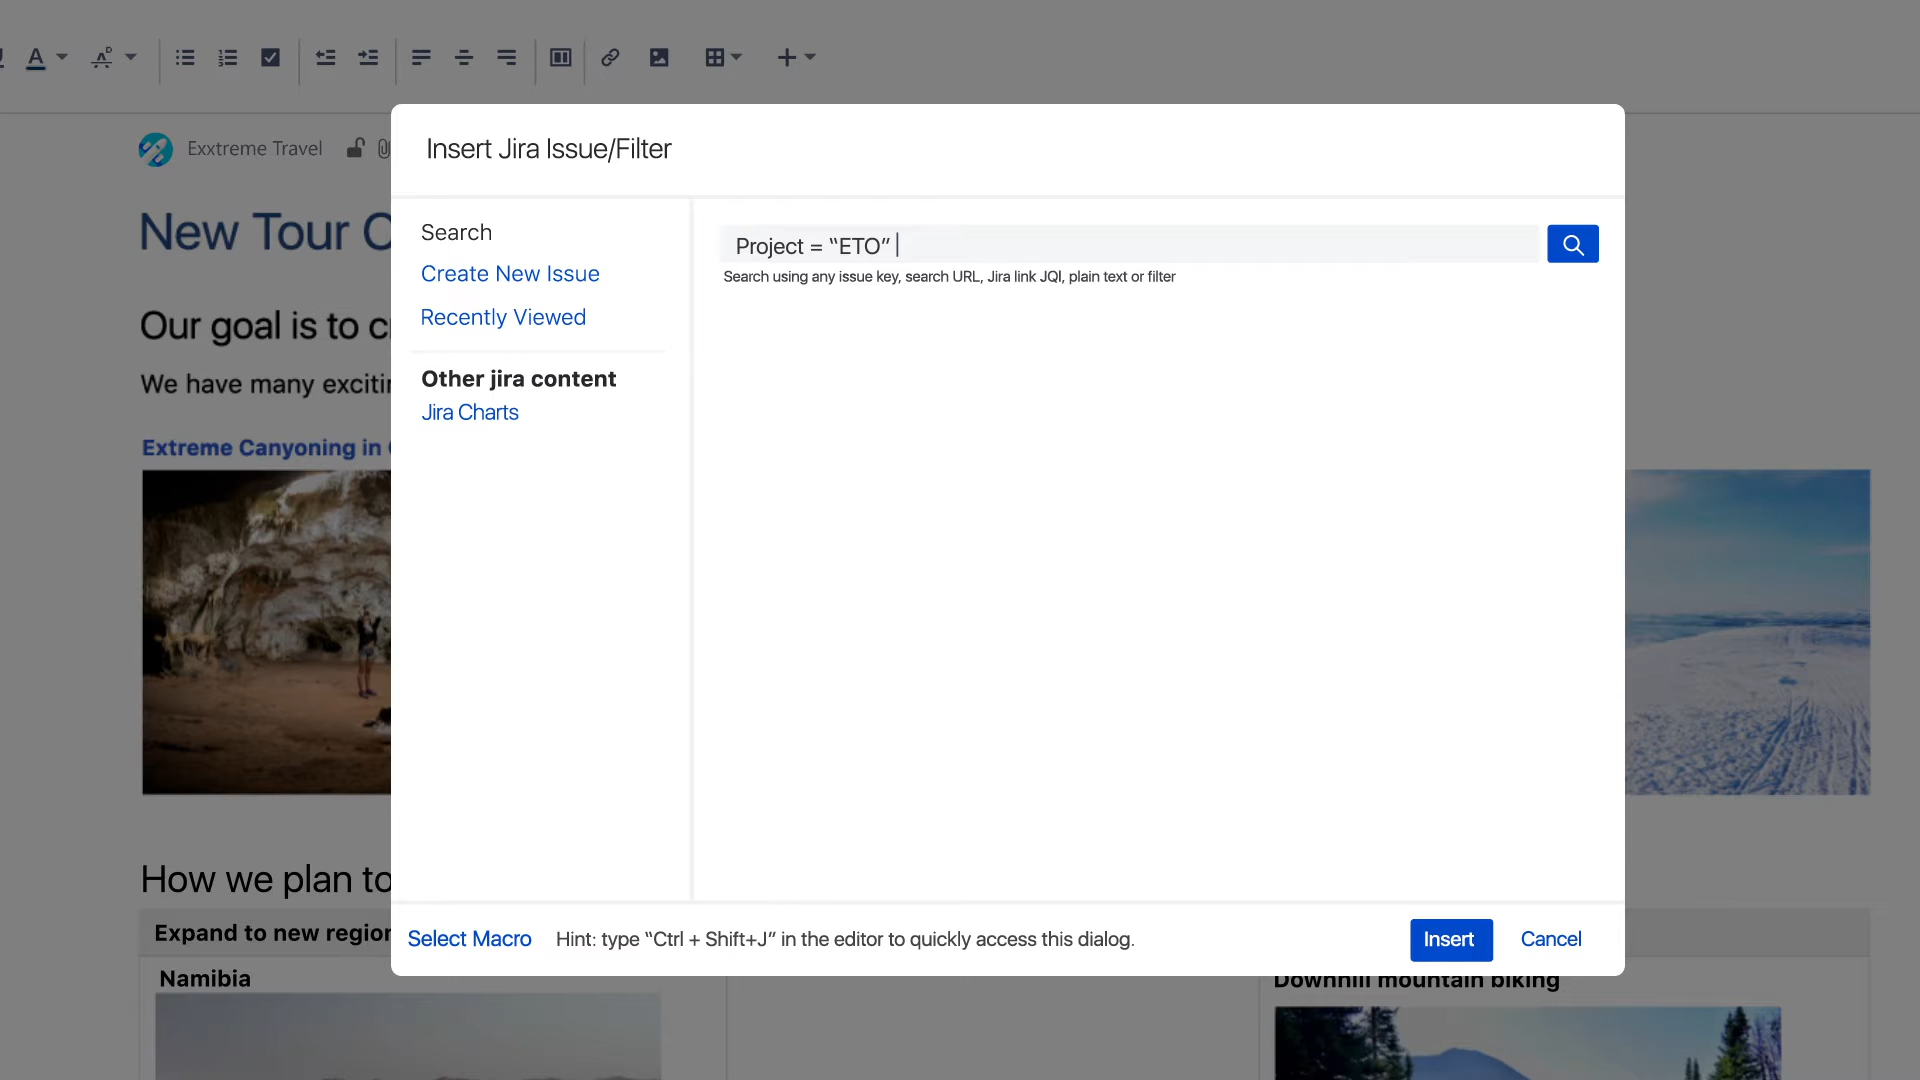 Exxtreme Travel
Insert Jira Issue/Filter
New Tour
Search
Project = “ETO”
Create New Issue
Search using any issue key, search URL, Jira link JQl, plain text or filter
Recently Viewed
Our goal is to
Other jira content
We have many
Jira Charts
Extreme Canyoning in
How we plan to
Expand to new
Select Macro
Hint: type “Ctrl + Shift+J” in the editor to quickly access this dialog.
Insert
Cancel
Namibia
Downhill mountain biking